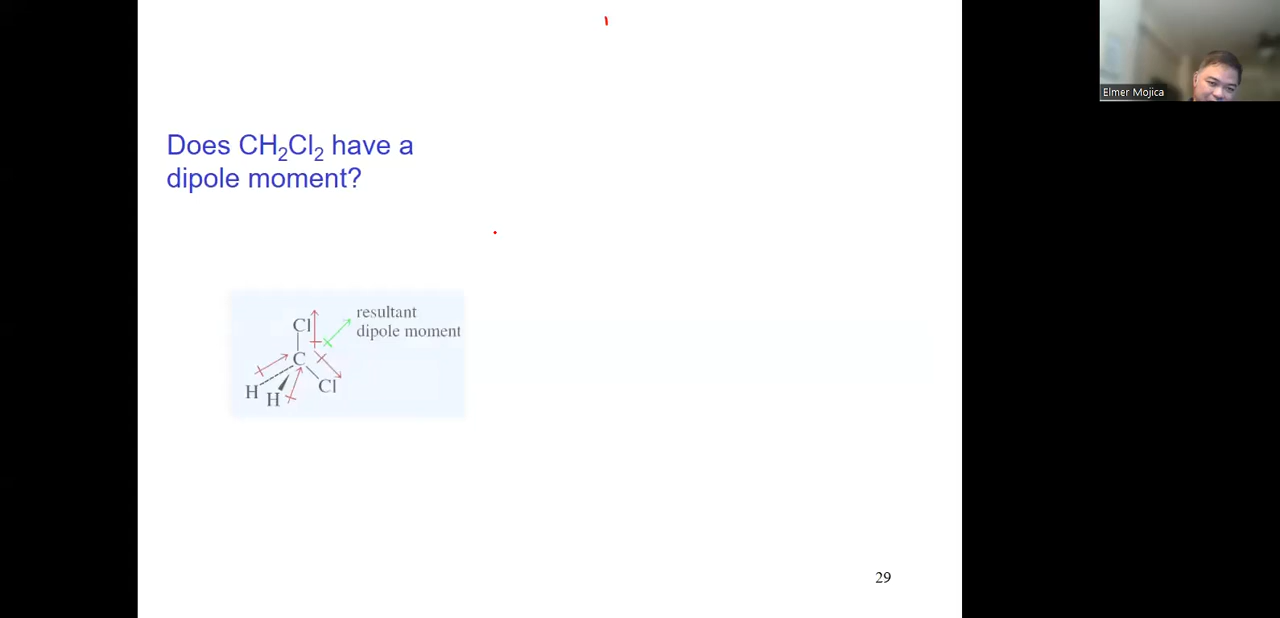 Elmer Mojica
Does CH₂Cl₂ have a
dipole moment?
resultant
dipole moment
Cl
C
Cl
H
H
29